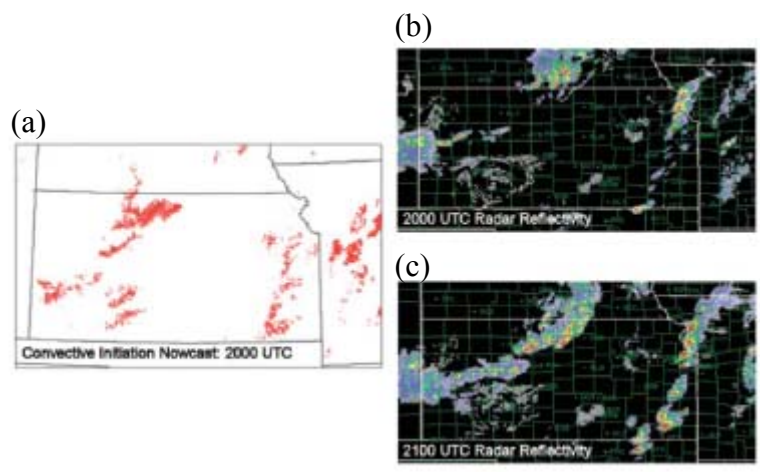 (b)
(a)
2000 UTC Radar Reflectivity
(c)
Convective Initiation Nowcast: 2000 UTC
2100 UTC Radar Reflectivity